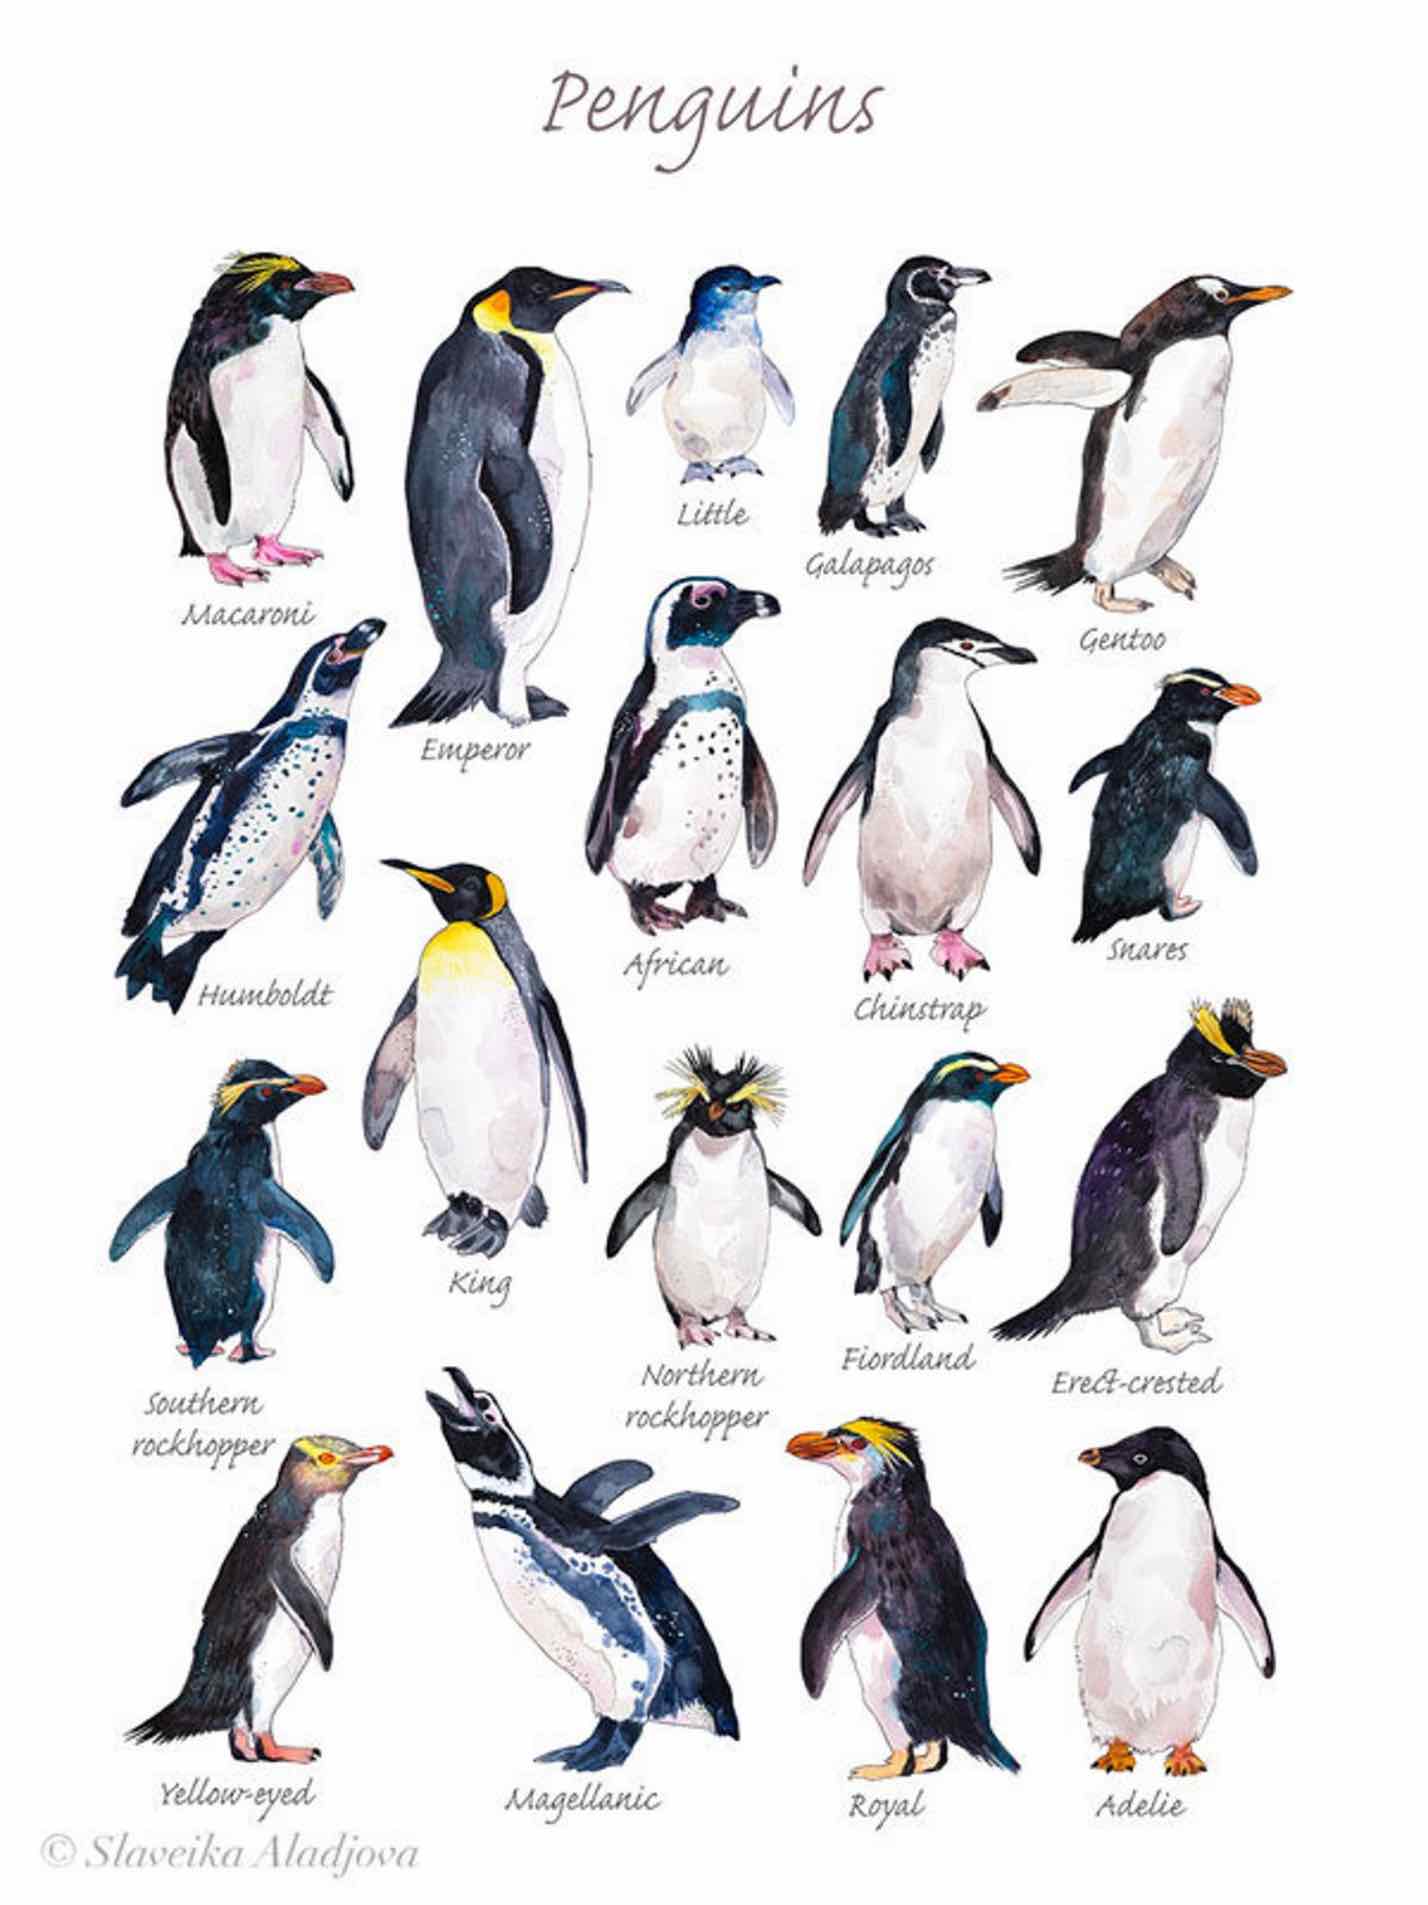 Penguins
Little
Galapagos
Macaroni
Gentoo
Emperor
African
Snares
Humboldt
Chinstrap
King
Fiordland
Northern
rockhopper
Erect-crested
Southern
rockhopper
Yellow-eyed
Magellanic
Royal
Adelie
© Slaveika Aladjova